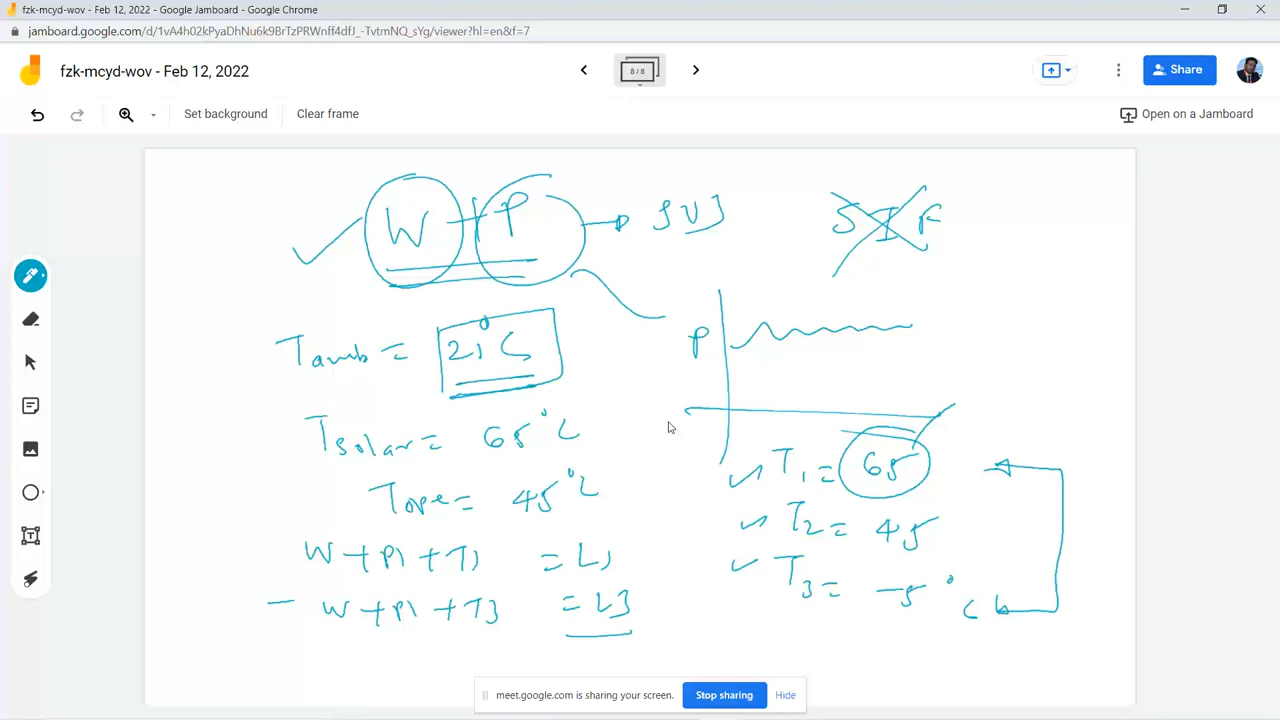 fzk-mcyd-wov - Feb 12, 2022 - Google Jamboard - Google Chrome
jamboard.google.com/d/1vA4h02kPyaDhNu6k9BrTzPRWnff4dfJ_-TvtmNQ_sYg/viewer?hl=en&f=7
fzk-mcyd-wov - Feb 12, 2022
8 / 8
Share
Set background
Clear frame
Open on a Jamboard
W + P
SIF
Tamb = 21°C
P
Tsolar = 65°C
T1 = 65
Tope = 45°C
T2 = 45
W + P1 + T1 = L1
T3 = -5°C
- W + P1 + T3 = L3
meet.google.com is sharing your screen.
Stop sharing
Hide